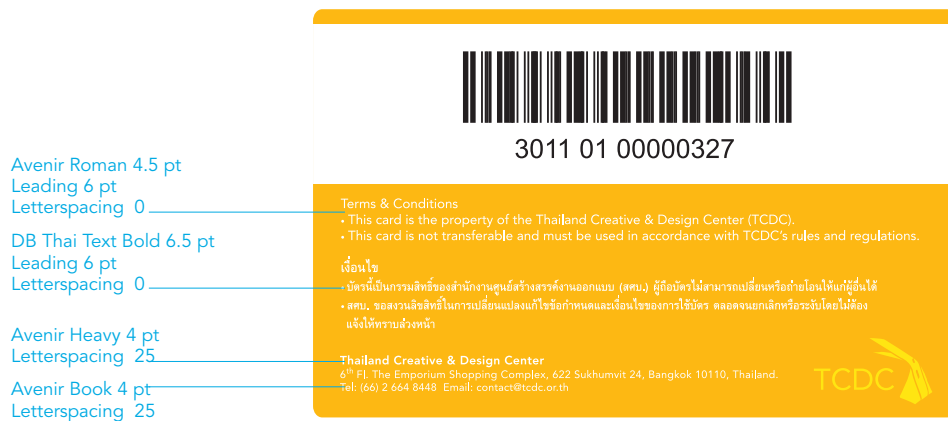 3011 01 00000327
Avenir Roman 4.5 pt
Leading 6 pt
Letterspacing 0
DB Thai Text Bold 6.5 pt
Leading 6 pt
Letterspacing 0
Avenir Heavy 4 pt
Letterspacing 25
Avenir Book 4 pt
Letterspacing 25
Terms & Conditions
• This card is the property of the Thailand Creative & Design Center (TCDC).
• This card is not transferable and must be used in accordance with TCDC's rules and regulations.
เงื่อนไข
• บัตรนี้เป็นกรรมสิทธิ์ของสำนักงานศูนย์สร้างสรรค์งานออกแบบ (สศบ.) ผู้ถือบัตรไม่สามารถเปลี่ยนหรือถ่ายโอนให้แก่ผู้อื่นได้
• สศบ. ขอสงวนลิขสิทธิ์ในการเปลี่ยนแปลงแก้ไขข้อกำหนดและเงื่อนไขของการใช้บัตร ตลอดจนยกเลิกหรือระงับโดยไม่ต้อง
แจ้งให้ทราบล่วงหน้า
Thailand Creative & Design Center
6th Fl. The Emporium Shopping Complex, 622 Sukhumvit 24, Bangkok 10110, Thailand.
Tel: (66) 2 664 8448 Email: contact@tcdc.or.th
TCDC